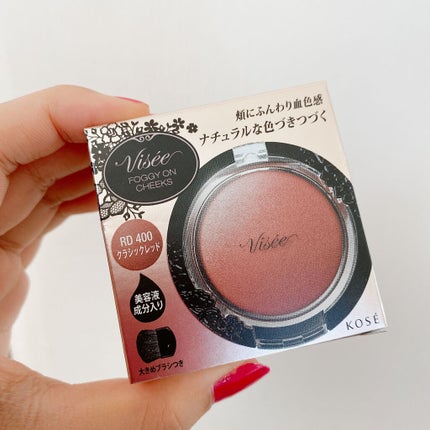 Visée
FOGGY ON
CHEEKS
頬にふんわり血色感
ナチュラルな色づきつづく
RD 400
クラシックレッド
美容液
成分入り
大きめブラシつき
Visée
KOSÉ